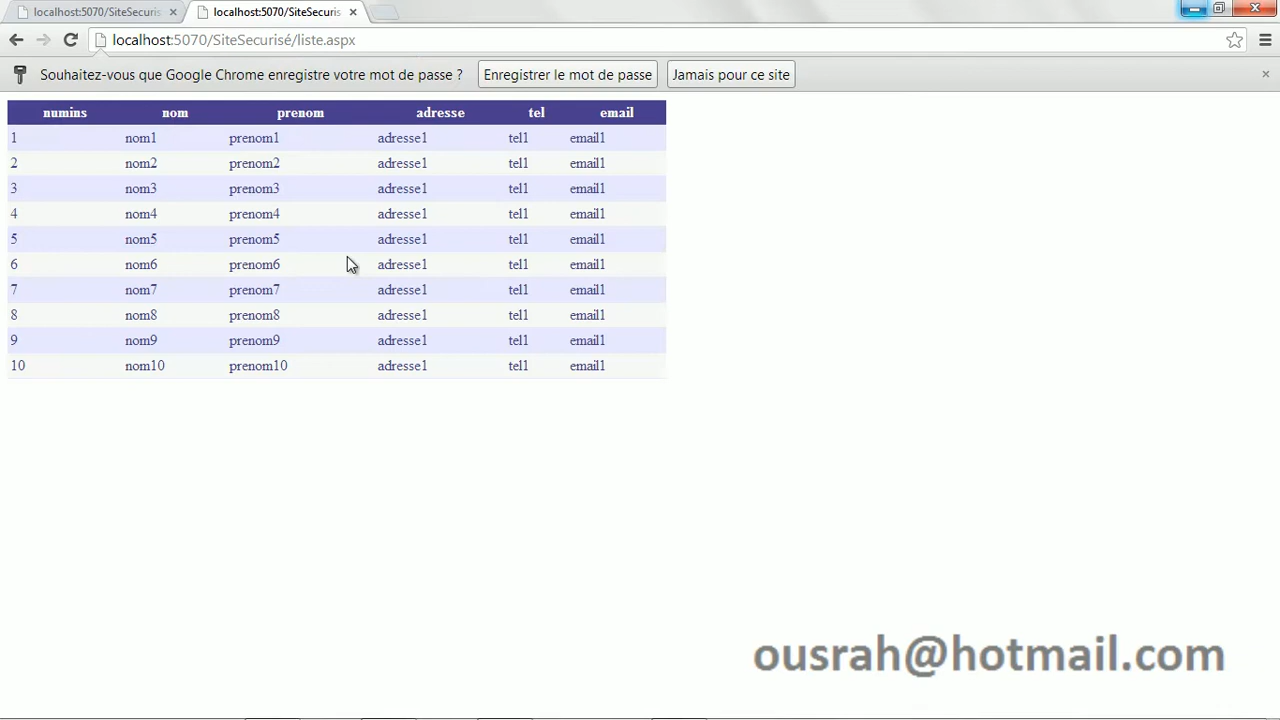 localhost:5070/SiteSecuris localhost:5070/SiteSecuris
localhost:5070/SiteSecurisé/liste.aspx
Souhaitez-vous que Google Chrome enregistre votre mot de passe ? Enregistrer le mot de passe Jamais pour ce site
numins nom prenom adresse tel email
1 nom1 prenom1 adresse1 tel1 email1
2 nom2 prenom2 adresse1 tel1 email1
3 nom3 prenom3 adresse1 tel1 email1
4 nom4 prenom4 adresse1 tel1 email1
5 nom5 prenom5 adresse1 tel1 email1
6 nom6 prenom6 adresse1 tel1 email1
7 nom7 prenom7 adresse1 tel1 email1
8 nom8 prenom8 adresse1 tel1 email1
9 nom9 prenom9 adresse1 tel1 email1
10 nom10 prenom10 adresse1 tel1 email1
ousrah@hotmail.com